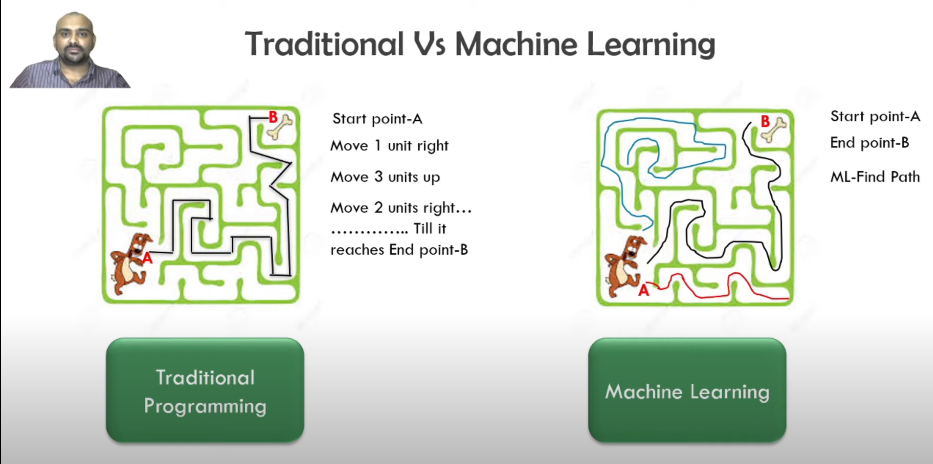 Traditional Vs Machine Learning
B
A
Start point-A
Move 1 unit right
Move 3 units up
Move 2 units right...
.............. Till it
reaches End point-B
B
A
Start point-A
End point-B
ML-Find Path
Traditional
Programming
Machine Learning